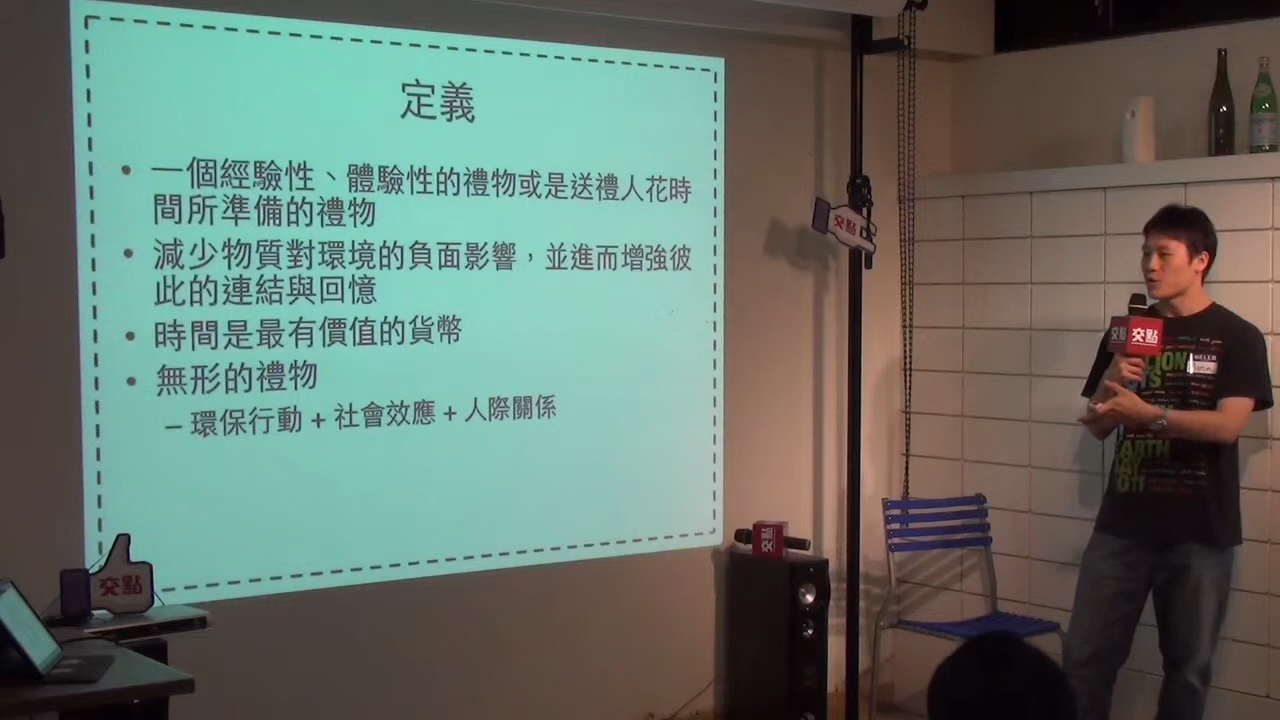 定義
• 一個經驗性、體驗性的禮物或是送禮人花時
間所準備的禮物
• 減少物質對環境的負面影響，並進而增強彼
此的連結與回憶
• 時間是最有價值的貨幣
• 無形的禮物
– 環保行動 + 社會效應 + 人際關係
交點
交點
交點
交點
交點
HELLO